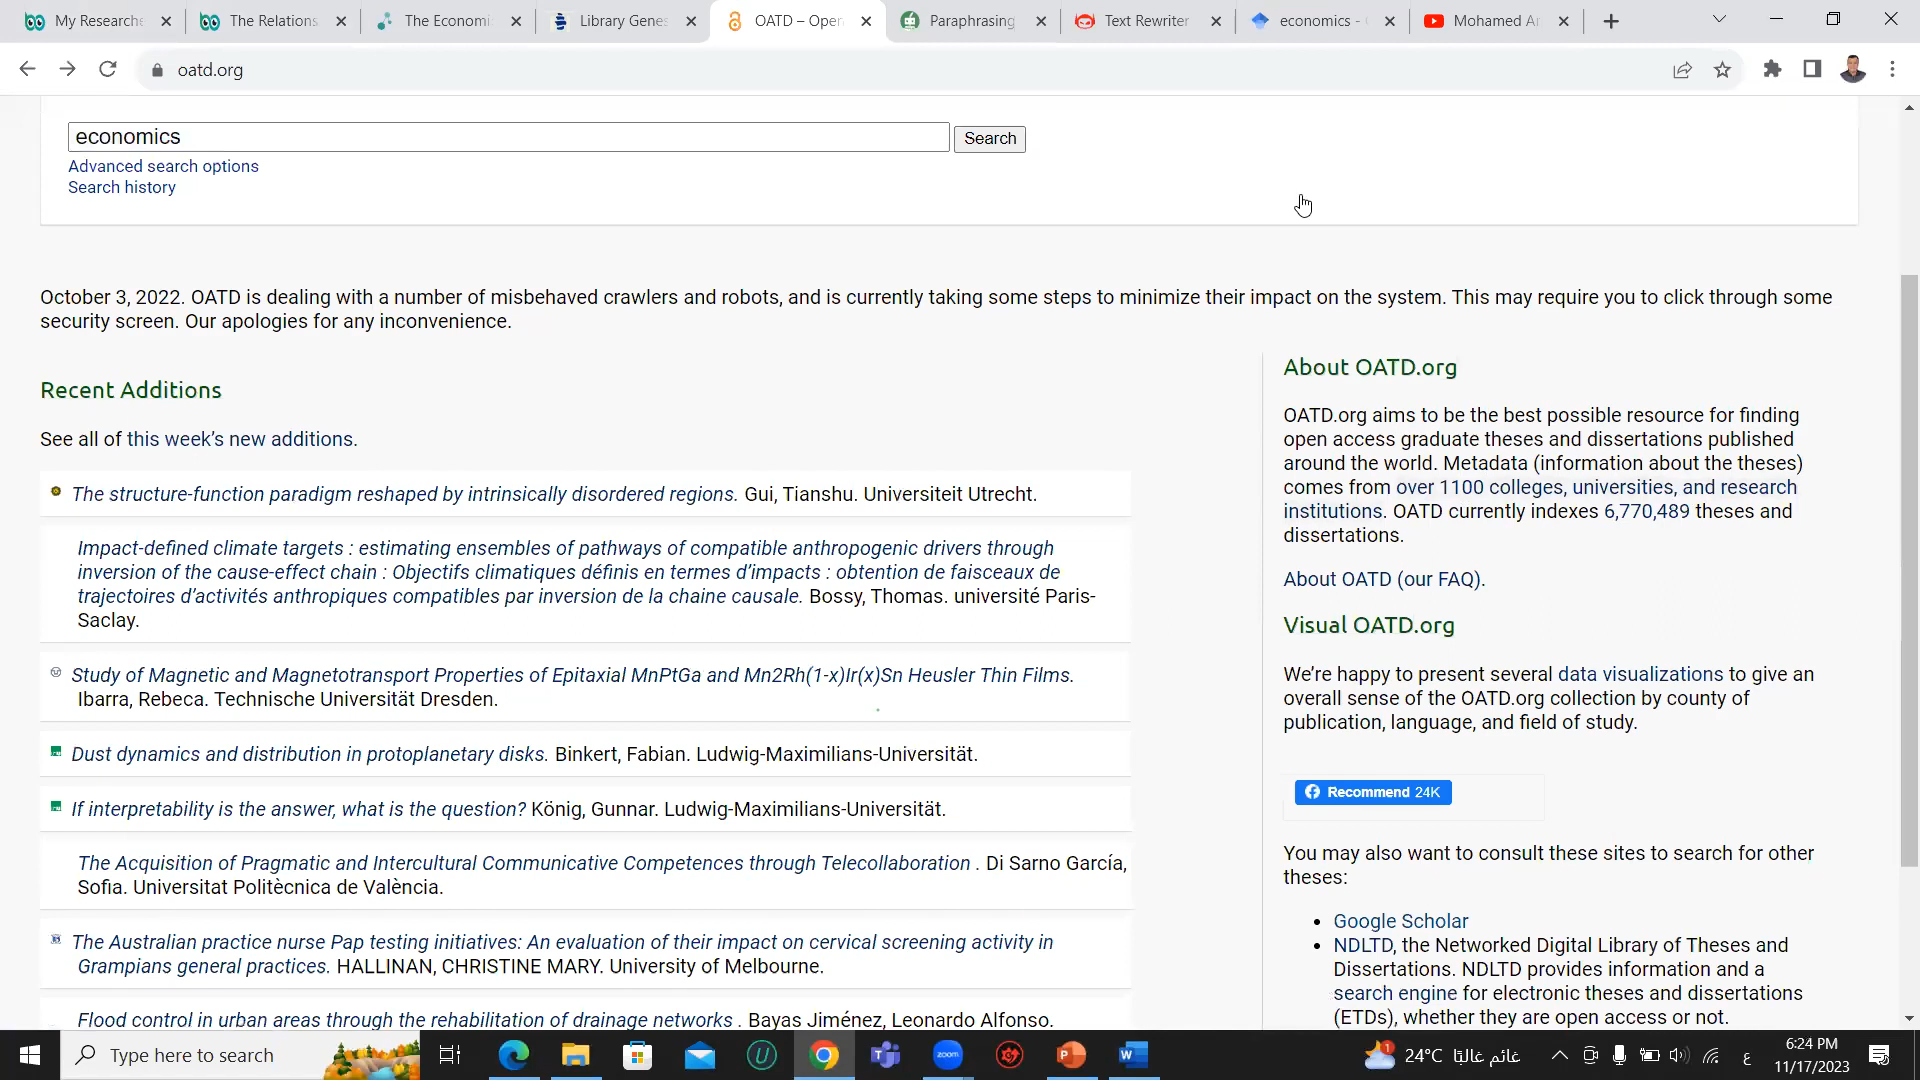 My Research
The Relations
The Economi
Library Genes
OATD – Open
Paraphrasing
Text Rewriter
economics -
Mohamed Ar
oatd.org
economics
Search
Advanced search options
Search history
October 3, 2022. OATD is dealing with a number of misbehaved crawlers and robots, and is currently taking some steps to minimize their impact on the system. This may require you to click through some
security screen. Our apologies for any inconvenience.
Recent Additions
See all of this week’s new additions.
The structure-function paradigm reshaped by intrinsically disordered regions. Gui, Tianshu. Universiteit Utrecht.
Impact-defined climate targets : estimating ensembles of pathways of compatible anthropogenic drivers through
inversion of the cause-effect chain : Objectifs climatiques définis en termes d’impacts : obtention de faisceaux de
trajectoires d’activités anthropiques compatibles par inversion de la chaine causale. Bossy, Thomas. université Paris-
Saclay.
Study of Magnetic and Magnetotransport Properties of Epitaxial MnPtGa and Mn2Rh(1-x)Ir(x)Sn Heusler Thin Films.
Ibarra, Rebeca. Technische Universität Dresden.
Dust dynamics and distribution in protoplanetary disks. Binkert, Fabian. Ludwig-Maximilians-Universität.
If interpretability is the answer, what is the question? König, Gunnar. Ludwig-Maximilians-Universität.
The Acquisition of Pragmatic and Intercultural Communicative Competences through Telecollaboration . Di Sarno García,
Sofia. Universitat Politècnica de València.
The Australian practice nurse Pap testing initiatives: An evaluation of their impact on cervical screening activity in
Grampians general practices. HALLINAN, CHRISTINE MARY. University of Melbourne.
Flood control in urban areas through the rehabilitation of drainage networks . Bayas Jiménez, Leonardo Alfonso.
About OATD.org
OATD.org aims to be the best possible resource for finding
open access graduate theses and dissertations published
around the world. Metadata (information about the theses)
comes from over 1100 colleges, universities, and research
institutions. OATD currently indexes 6,770,489 theses and
dissertations.
About OATD (our FAQ).
Visual OATD.org
We’re happy to present several data visualizations to give an
overall sense of the OATD.org collection by county of
publication, language, and field of study.
Recommend 24K
You may also want to consult these sites to search for other
theses:
Google Scholar
NDLTD, the Networked Digital Library of Theses and
Dissertations. NDLTD provides information and a
search engine for electronic theses and dissertations
(ETDs), whether they are open access or not.
Type here to search
zoom
1
24°C غائم غالبًا
ع
6:24 PM
11/17/2023